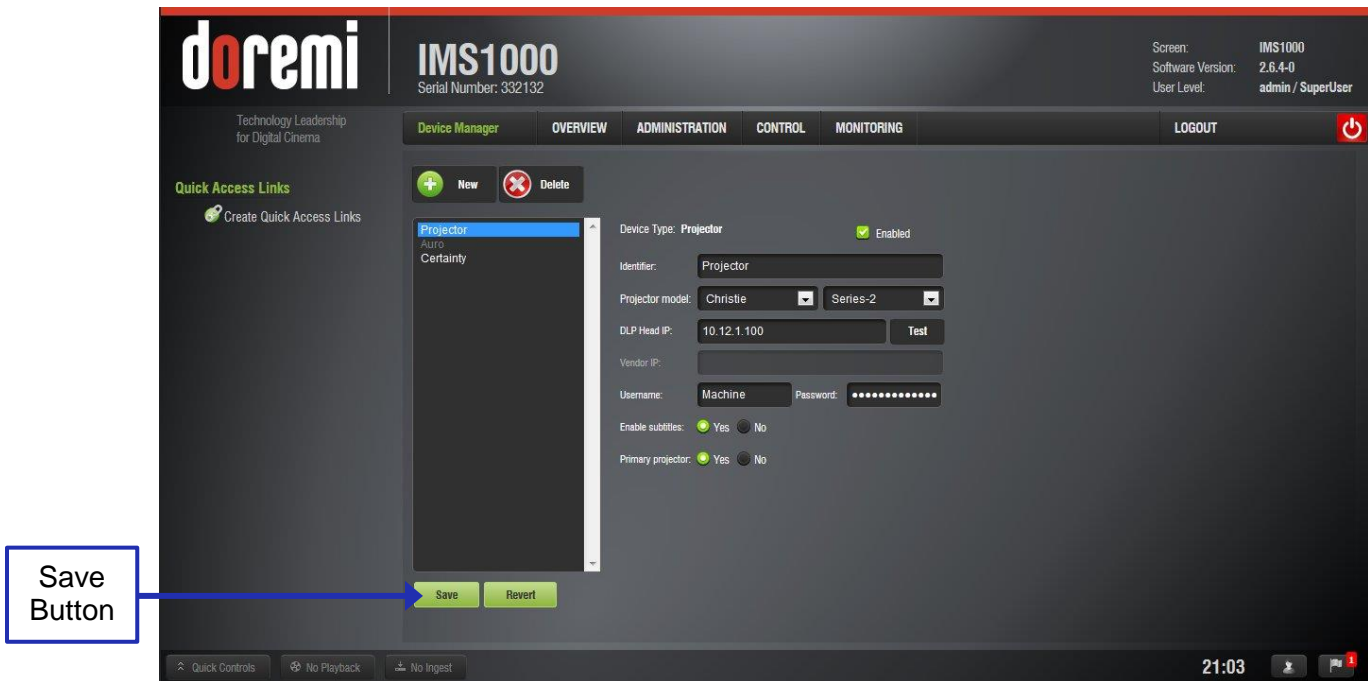 doremi
IMS1000
Serial Number: 332132
Screen: IMS1000
Software Version: 2.6.4-0
User Level: admin / SuperUser
Technology Leadership
for Digital Cinema
Device Manager OVERVIEW ADMINISTRATION CONTROL MONITORING LOGOUT
Quick Access Links
Create Quick Access Links
New Delete
Projector
Auro
Certainty
Device Type: Projector Enabled
Identifier: Projector
Projector model: Christie Series-2
DLP Head IP: 10.12.1.100 Test
Vendor IP:
Username: Machine Password: •••••••••••••
Enable subtitles: Yes No
Primary projector: Yes No
Save Revert
Save
Button
Quick Controls No Playback No Ingest 21:03 1